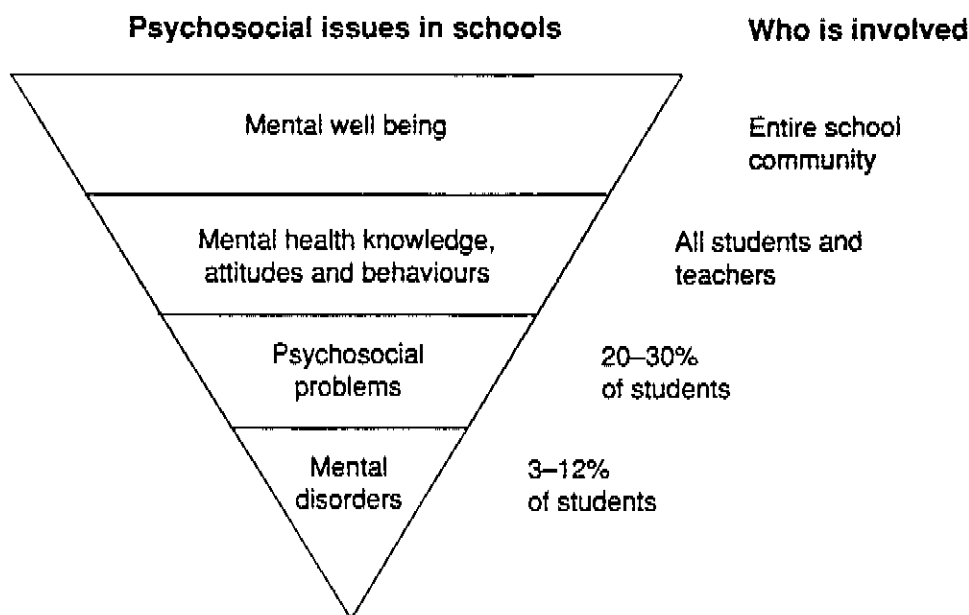 Psychosocial issues in schools
Who is involved
Mental well being
Entire school
community
Mental health knowledge,
attitudes and behaviours
All students and
teachers
Psychosocial
problems
20–30%
of students
Mental
disorders
3–12%
of students